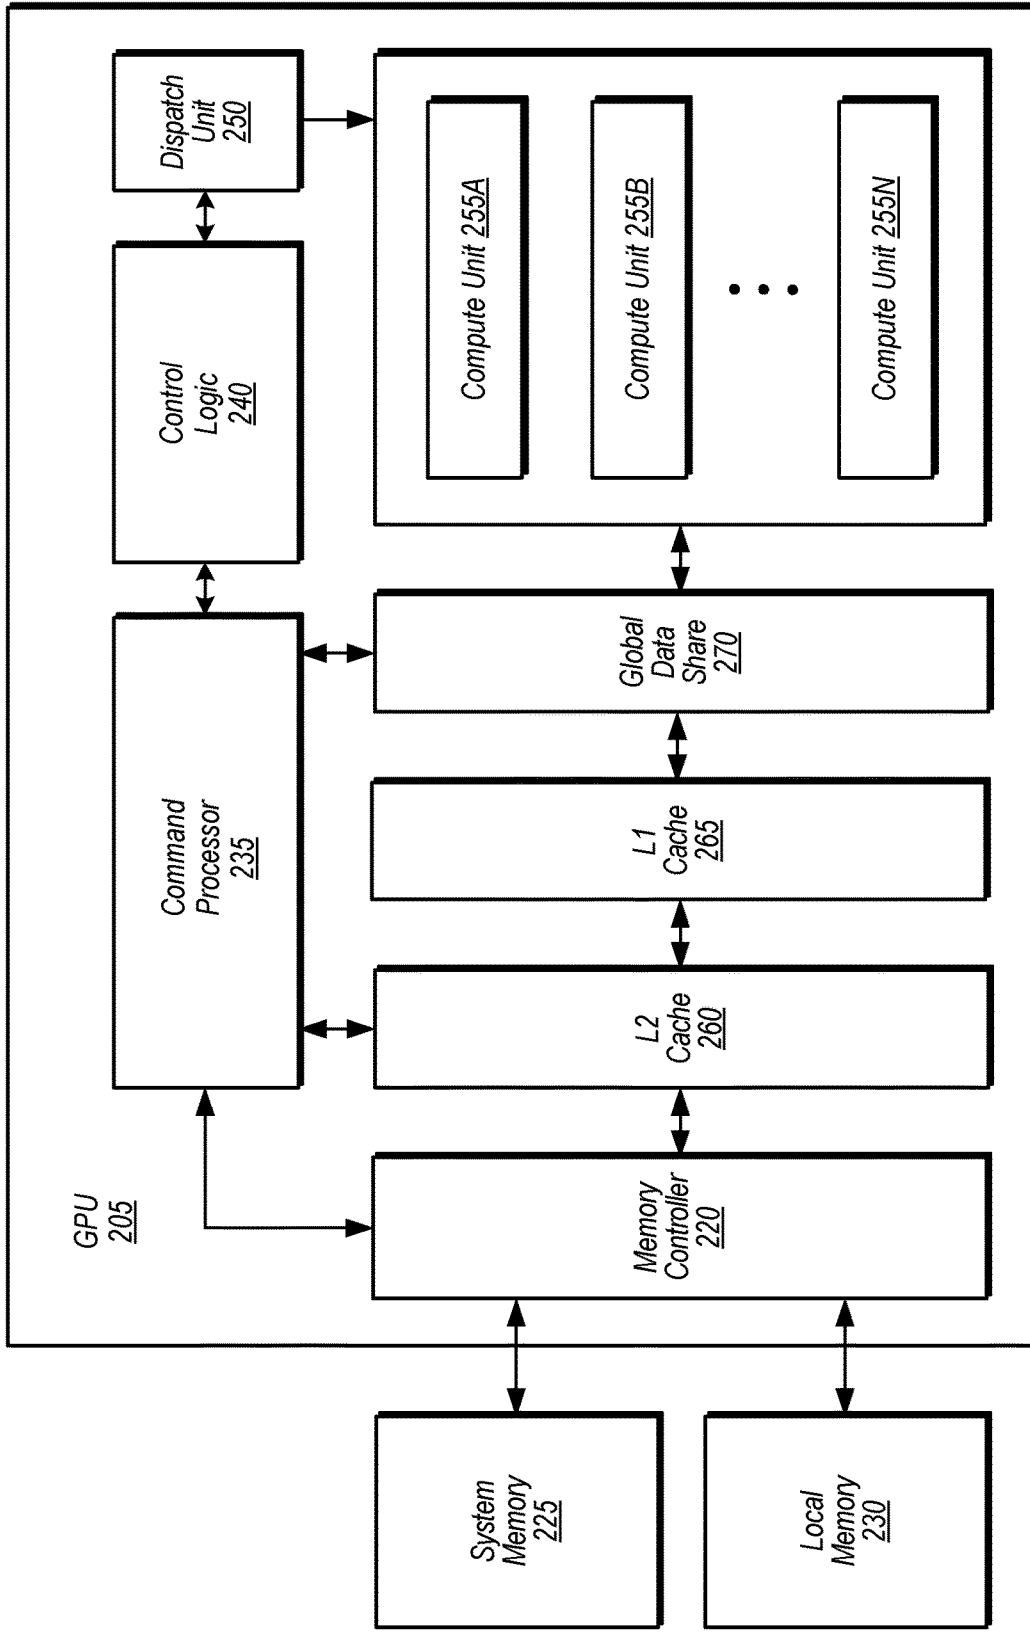 GPU
205
Command
Processor
235
Control
Logic
240
Dispatch
Unit
250
System
Memory
225
Local
Memory
230
Memory
Controller
220
L2
Cache
260
L1
Cache
265
Global
Data
Share
270
Compute Unit 255A
Compute Unit 255B
Compute Unit 255N